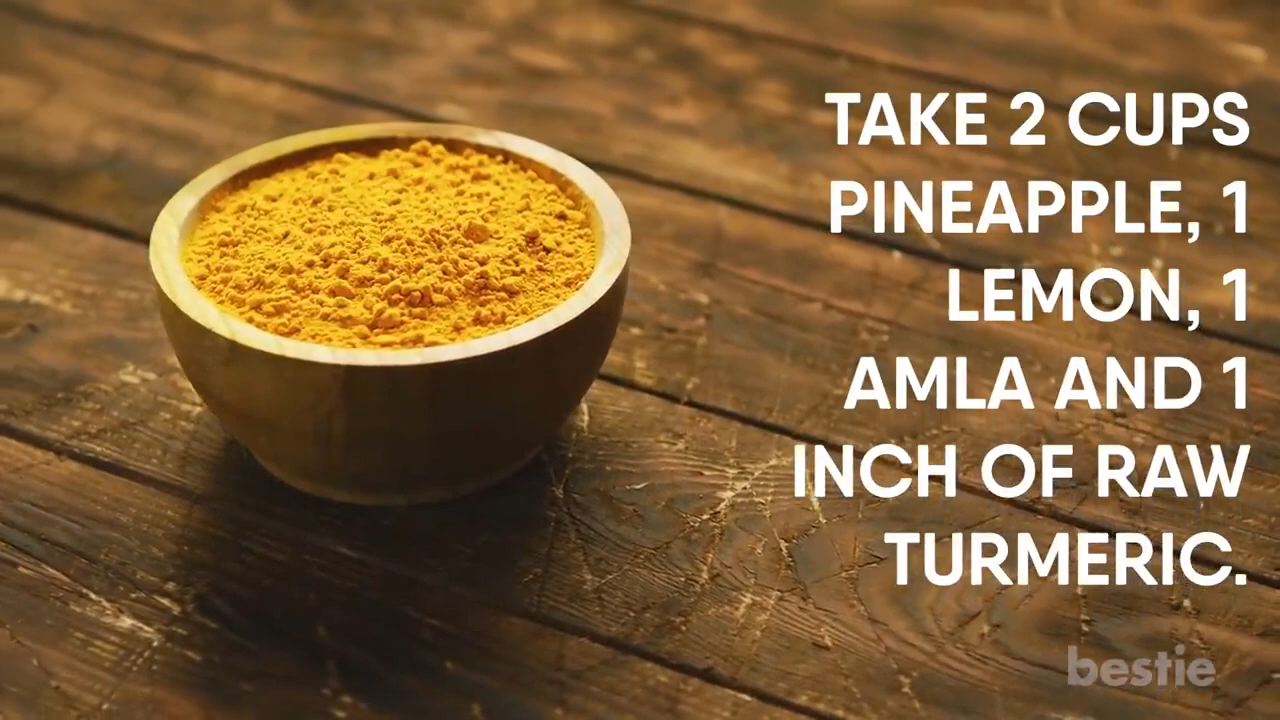 TAKE 2 CUPS
PINEAPPLE, 1
LEMON, 1
AMLA AND 1
INCH OF RAW
TURMERIC.
bestie